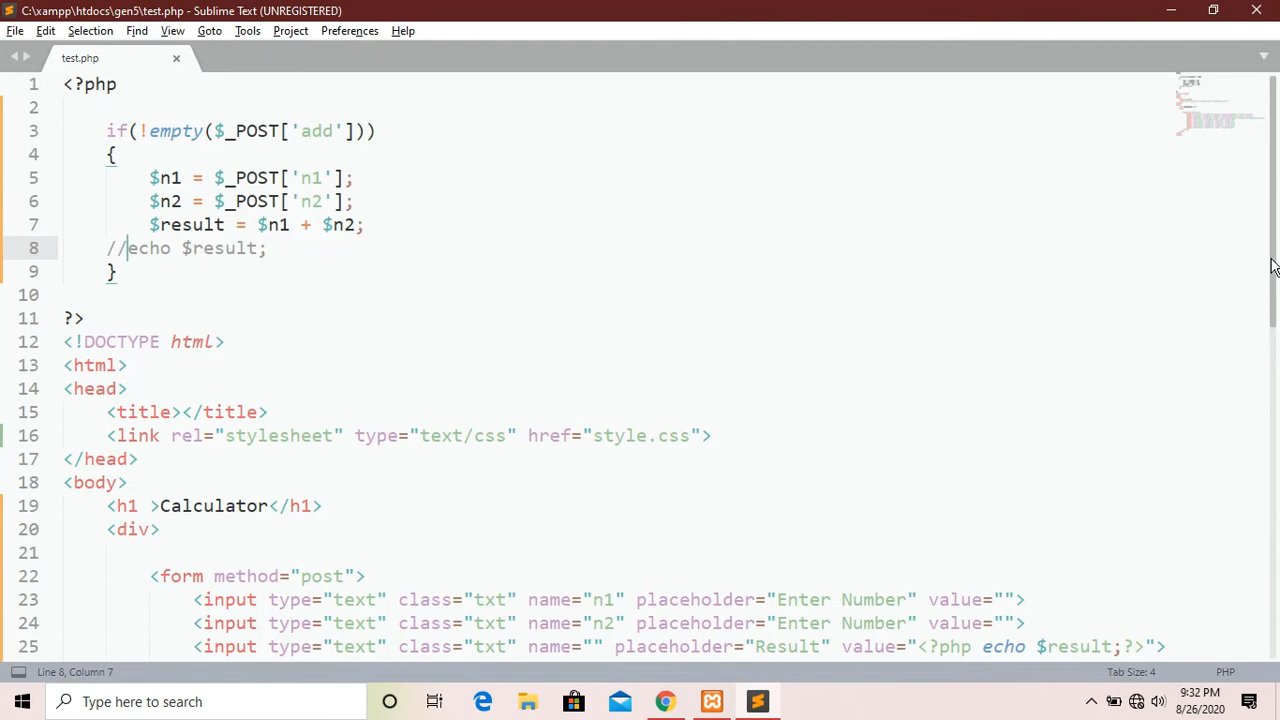 C:\xampp\htdocs\gen5\test.php - Sublime Text (UNREGISTERED)
File Edit Selection Find View Goto Tools Project Preferences Help
test.php
1 <?php
2
3 if(!empty($_POST['add']))
4 {
5 $n1 = $_POST['n1'];
6 $n2 = $_POST['n2'];
7 $result = $n1 + $n2;
8 //echo $result;
9 }
10
11 ?>
12 <!DOCTYPE html>
13 <html>
14 <head>
15 <title></title>
16 <link rel="stylesheet" type="text/css" href="style.css">
17 </head>
18 <body>
19 <h1 >Calculator</h1>
20 <div>
21
22 <form method="post">
23 <input type="text" class="txt" name="n1" placeholder="Enter Number" value="">
24 <input type="text" class="txt" name="n2" placeholder="Enter Number" value="">
25 <input type="text" class="txt" name="" placeholder="Result" value="<?php echo $result;?>">
Line 8, Column 7 Tab Size: 4 PHP
Type here to search
9:32 PM
8/26/2020